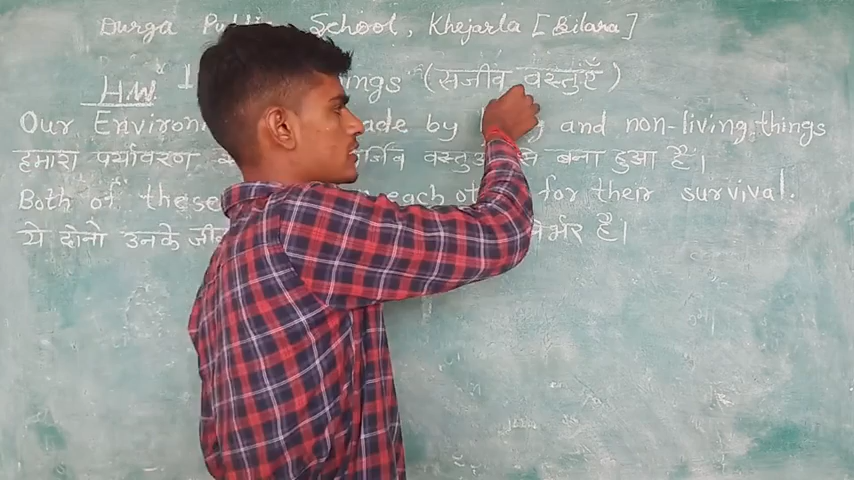 Durga Public School, Khejarla [Bilara]
H.W. 1 ings (सजीव वस्तुएँ)
Our Environ ade by and non-living things
हमारा पर्यावरण वस्तुओ से बना हुआ है।
Both of these each ot for their survival.
ये दोनो उनके निर्भर है।